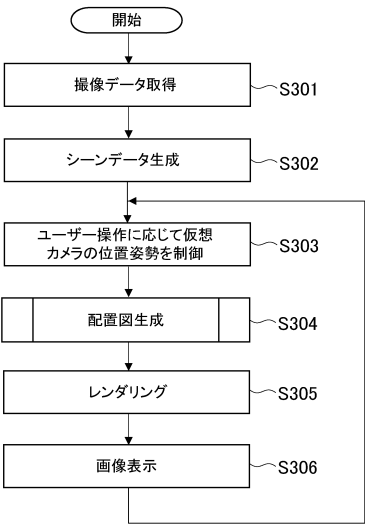 開始
撮像データ取得
S301
シーンデータ生成
S302
ユーザー操作に応じて仮想
カメラの位置姿勢を制御
S303
配置図生成
S304
レンダリング
S305
画像表示
S306